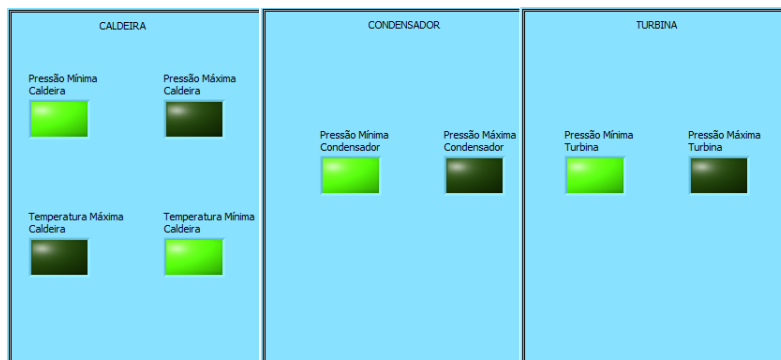 CALDEIRA
Pressão Mínima
Caldeira
Pressão Máxima
Caldeira
Temperatura Máxima
Caldeira
Temperatura Mínima
Caldeira
CONDENSADOR
Pressão Mínima
Condensador
Pressão Máxima
Condensador
TURBINA
Pressão Mínima
Turbina
Pressão Máxima
Turbina